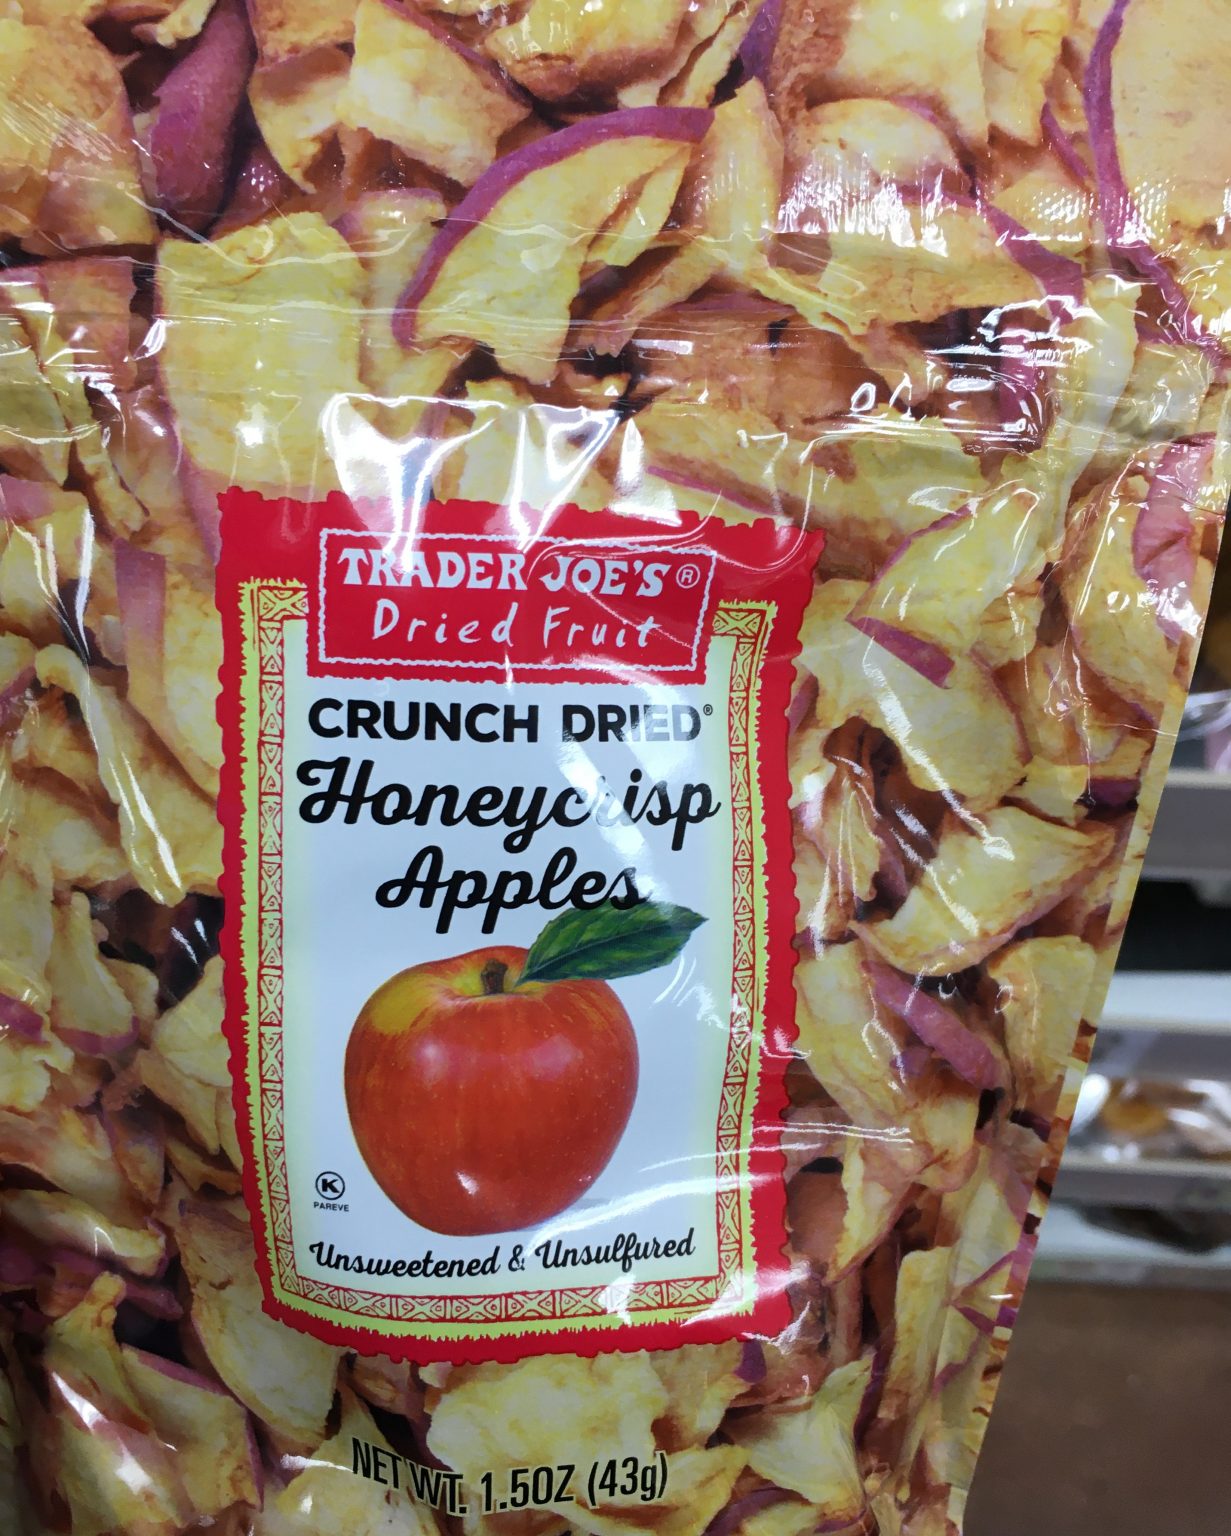 TRADER JOE'S®
Dried Fruit
CRUNCH DRIED®
Honeycrisp
Apples
K
PAREVE
Unsweetened & Unsulfured
NET WT. 1.5OZ (43g)